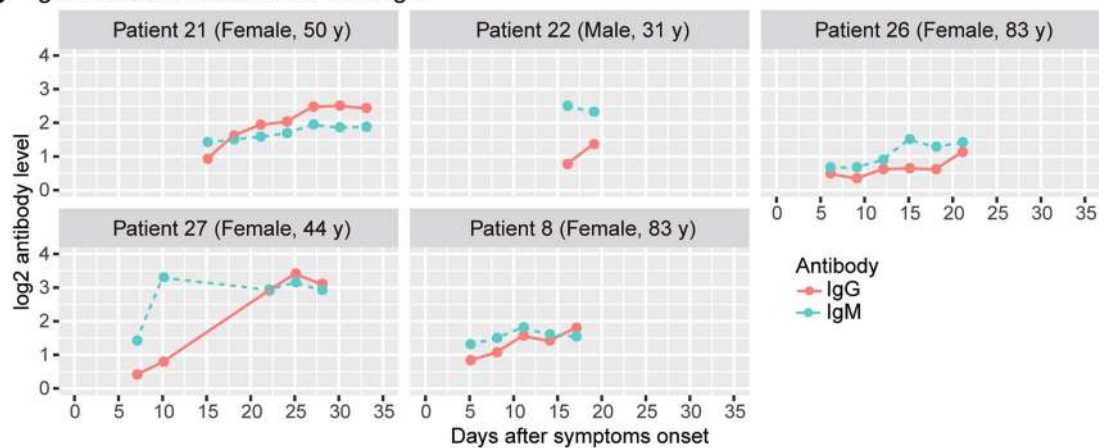 Patient 21 (Female, 50 y)
Patient 22 (Male, 31 y)
Patient 26 (Female, 83 y)
4
3
2
1
0
0 5 10 15 20 25 30 35
log2 antibody level
Patient 27 (Female, 44 y)
Patient 8 (Female, 83 y)
4
3
2
1
0
0 5 10 15 20 25 30 35
0 5 10 15 20 25 30 35
Days after symptoms onset
Antibody
IgG
IgM